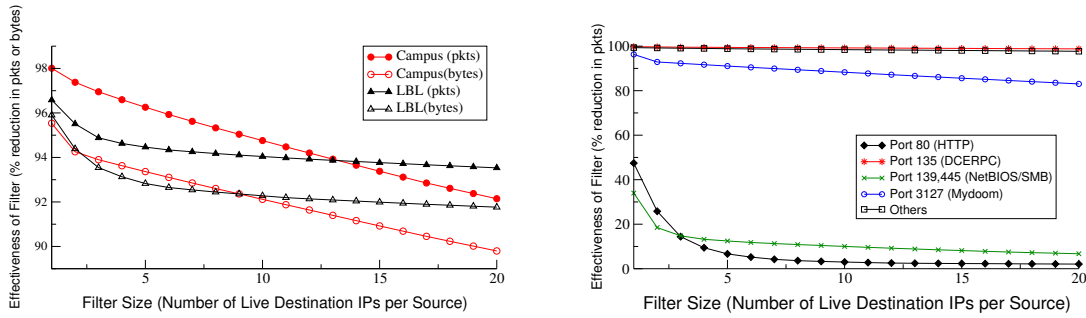 Effectiveness of Filter (% reduction in pkts or bytes)
98
96
94
92
90
5
10
15
20
Filter Size (Number of Live Destination IPs per Source)
Campus (pkts)
Campus(bytes)
LBL (pkts)
LBL(bytes)
Effectiveness of Filter (% reduction in pkts)
100
80
60
40
20
0
5
10
15
20
Filter Size (Number of Live Destination IPs per Source)
Port 80 (HTTP)
Port 135 (DCERPC)
Port 139,445 (NetBIOS/SMB)
Port 3127 (Mydoom)
Others